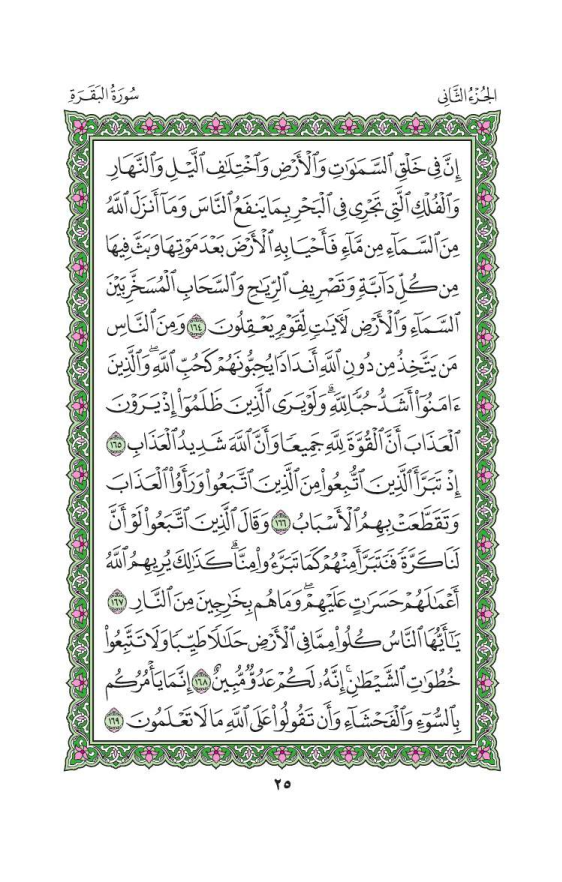 الجُزْءُ الثَّانِي
سُورَةُ البَقَرَةِ
إِنَّ فِي خَلْقِ ٱلسَّمَٰوَٰتِ وَٱلْأَرْضِ وَٱخْتِلَٰفِ ٱلَّيْلِ وَٱلنَّهَارِ
وَٱلْفُلْكِ ٱلَّتِي تَجْرِي فِي ٱلْبَحْرِ بِمَا يَنفَعُ ٱلنَّاسَ وَمَآ أَنزَلَ ٱللَّهُ
مِنَ ٱلسَّمَآءِ مِن مَّآءٍ فَأَحْيَا بِهِ ٱلْأَرْضَ بَعْدَ مَوْتِهَا وَبَثَّ فِيهَا
مِن كُلِّ دَآبَّةٍ وَتَصْرِيفِ ٱلرِّيَٰحِ وَٱلسَّحَابِ ٱلْمُسَخَّرِ بَيْنَ
ٱلسَّمَآءِ وَٱلْأَرْضِ لَأٓيَٰتٍ لِّقَوْمٍ يَعْقِلُونَ ١٦٤ وَمِنَ ٱلنَّاسِ
مَن يَتَّخِذُ مِن دُونِ ٱللَّهِ أَندَادًا يُحِبُّونَهُمْ كَحُبِّ ٱللَّهِۖ وَٱلَّذِينَ
ءَامَنُوٓا۟ أَشَدُّ حُبًّا لِّلَّهِۗ وَلَوْ يَرَى ٱلَّذِينَ ظَلَمُوٓا۟ إِذْ يَرَوْنَ
ٱلْعَذَابَ أَنَّ ٱلْقُوَّةَ لِلَّهِ جَمِيعًا وَأَنَّ ٱللَّهَ شَدِيدُ ٱلْعَذَابِ ١٦٥
إِذْ تَبَرَّأَ ٱلَّذِينَ ٱتُّبِعُوا۟ مِنَ ٱلَّذِينَ ٱتَّبَعُوا۟ وَرَأَوُا۟ ٱلْعَذَابَ
وَتَقَطَّعَتْ بِهِمُ ٱلْأَسْبَابُ ١٦٦ وَقَالَ ٱلَّذِينَ ٱتَّبَعُوا۟ لَوْ أَنَّ
لَنَا كَرَّةً فَنَتَبَرَّأَ مِنْهُمْ كَمَا تَبَرَّءُوا۟ مِنَّاۗ كَذَٰلِكَ يُرِيهِمُ ٱللَّهُ
أَعْمَٰلَهُمْ حَسَرَٰتٍ عَلَيْهِمْۖ وَمَا هُم بِخَٰرِجِينَ مِنَ ٱلنَّارِ ١٦٧
يَٰٓأَيُّهَا ٱلنَّاسُ كُلُوا۟ مِمَّا فِي ٱلْأَرْضِ حَلَٰلًا طَيِّبًا وَلَا تَتَّبِعُوا۟
خُطُوَٰتِ ٱلشَّيْطَٰنِۚ إِنَّهُۥ لَكُمْ عَدُوٌّ مُّبِينٌ ١٦٨ إِنَّمَا يَأْمُرُكُم
بِٱلسُّوٓءِ وَٱلْفَحْشَآءِ وَأَن تَقُولُوا۟ عَلَى ٱللَّهِ مَا لَا تَعْلَمُونَ ١٦٩
٢٥